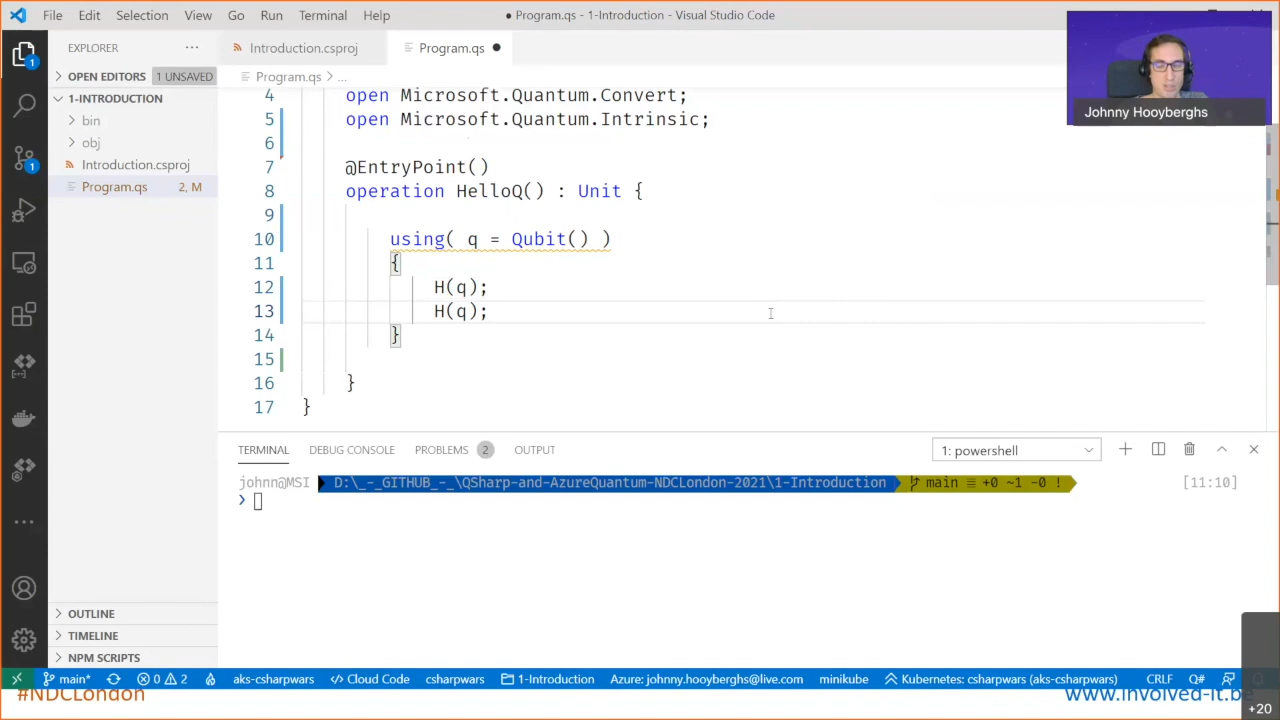 File Edit Selection View Go Run Terminal Help
● Program.qs - 1-Introduction - Visual Studio Code
Johnny Hooyberghs
EXPLORER ...
OPEN EDITORS 1 UNSAVED
1-INTRODUCTION
bin
obj
Introduction.csproj
Program.qs 2, M
OUTLINE
TIMELINE
NPM SCRIPTS
1
1
Introduction.csproj Program.qs ●
Program.qs > ...
4 open Microsoft.Quantum.Convert;
5 open Microsoft.Quantum.Intrinsic;
6
7 @EntryPoint()
8 operation HelloQ() : Unit {
9
10 using( q = Qubit() )
11 {
12 H(q);
13 H(q);
14 }
15
16 }
17 }
TERMINAL DEBUG CONSOLE PROBLEMS 2 OUTPUT
1: powershell
johnn@MSI D:\_-_GITHUB_-_\QSharp-and-AzureQuantum-NDCLondon-2021\1-Introduction main ≡ +0 ~1 -0 ! [11:10]
❯
main* 0 2 aks-csharpwars Cloud Code csharpwars 1-Introduction Azure: johnny.hooyberghs@live.com minikube Kubernetes: csharpwars (aks-csharpwars) CRLF Q#
#NDCLondon
www.involved-it.be
+20